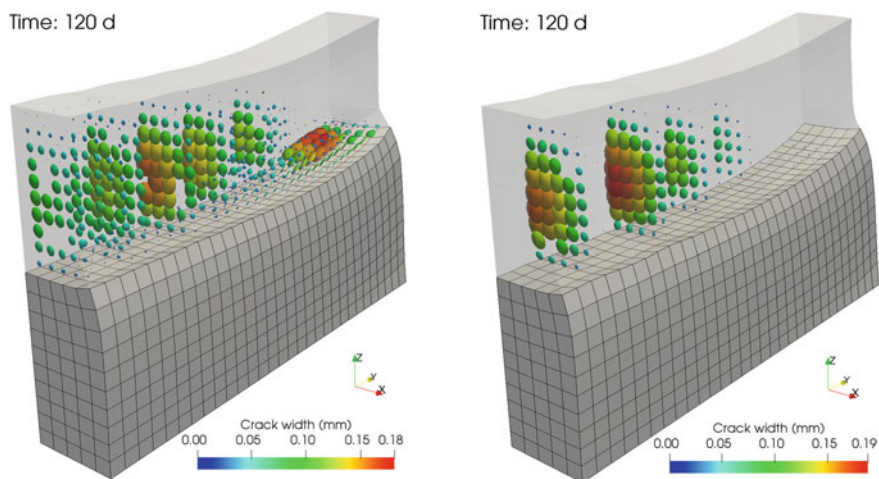 Time: 120 d
Z
Y
X
Crack width (mm)
0.00 0.05 0.10 0.15 0.18
Time: 120 d
Z
Y
X
Crack width (mm)
0.00 0.05 0.10 0.15 0.19